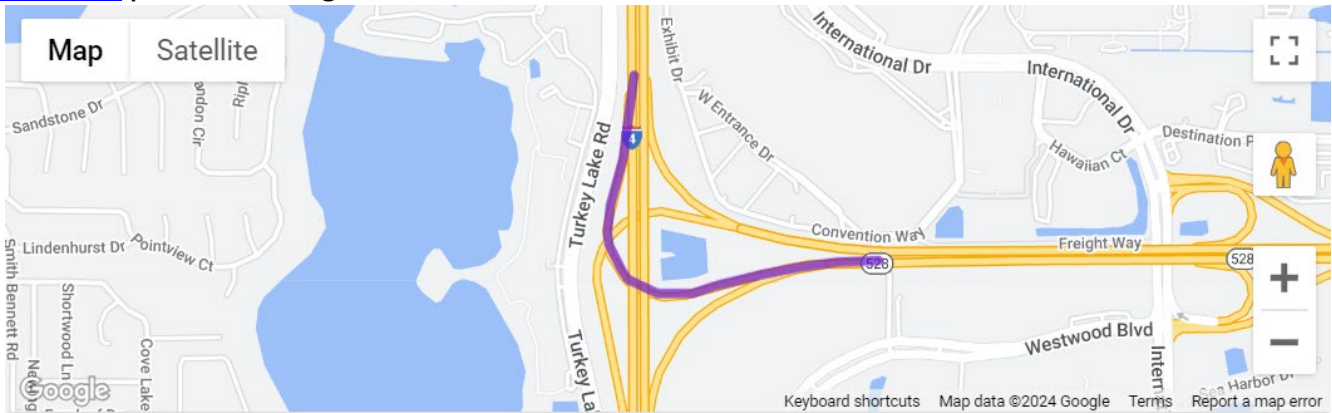 Map
Satellite
International Dr
Exhibit Dr
International Dr
Sandstone Dr
W Entrance Dr
Turkey Lake Rd
4
Destination P
Hawaiian Ct
Lindenhurst Dr
Pointview Ct
Convention Way
Freight Way
528
528
Smith Bennett Rd
Shortwood Ln
Cove Lake
Turkey La
Westwood Blvd
Interna
Google
Keyboard shortcuts
Map data ©2024 Google
Terms
Report a map error